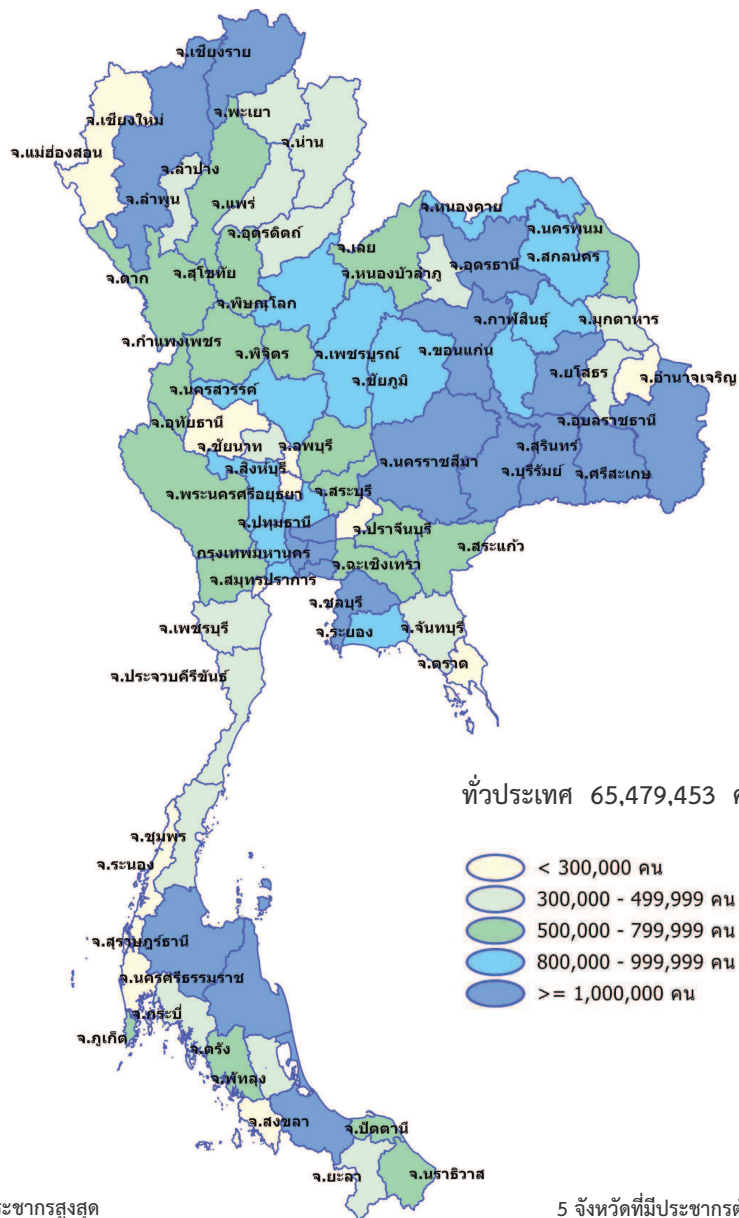 จ.เชียงราย
จ.พะเยา
จ.เชียงใหม่
จ.น่าน
จ.แม่ฮ่องสอน
จ.ลำปาง
จ.ลำพูน
จ.แพร่
จ.หนองคาย
จ.นครพนม
จ.อุตรดิตถ์
จ.เลย
จ.สกลนคร
จ.อุดรธานี
จ.ตาก
จ.สุโขทัย
จ.หนองบัวลำภู
จ.พิษณุโลก
จ.กาฬสินธุ์
จ.มุกดาหาร
จ.กำแพงเพชร
จ.พิจิตร
จ.เพชรบูรณ์
จ.ขอนแก่น
จ.ยโสธร
จ.อำนาจเจริญ
จ.ชัยภูมิ
จ.นครสวรรค์
จ.อุทัยธานี
จ.อุบลราชธานี
จ.ชัยนาท
จ.ลพบุรี
จ.สุรินทร์
จ.สิงห์บุรี
จ.นครราชสีมา
จ.บุรีรัมย์
จ.ศรีสะเกษ
จ.พระนครศรีอยุธยา
จ.สระบุรี
จ.ปทุมธานี
จ.ปราจีนบุรี
จ.สระแก้ว
กรุงเทพมหานคร
จ.ฉะเชิงเทรา
จ.สมุทรปราการ
จ.ชลบุรี
จ.เพชรบุรี
จ.ระยอง
จ.จันทบุรี
จ.ตราด
จ.ประจวบคีรีขันธ์
ทั่วประเทศ 65,479,453
จ.ชุมพร
จ.ระนอง
< 300,000 คน
300,000 - 499,999 คน
500,000 - 799,999 คน
800,000 - 999,999 คน
>= 1,000,000 คน
จ.สุราษฎร์ธานี
จ.นครศรีธรรมราช
จ.กระบี่
จ.ภูเก็ต
จ.ตรัง
จ.พัทลุง
จ.สงขลา
จ.ปัตตานี
จ.ยะลา
จ.นราธิวาส
ระชากรสูงสุด
5 จังหวัดที่มีประชากรต่